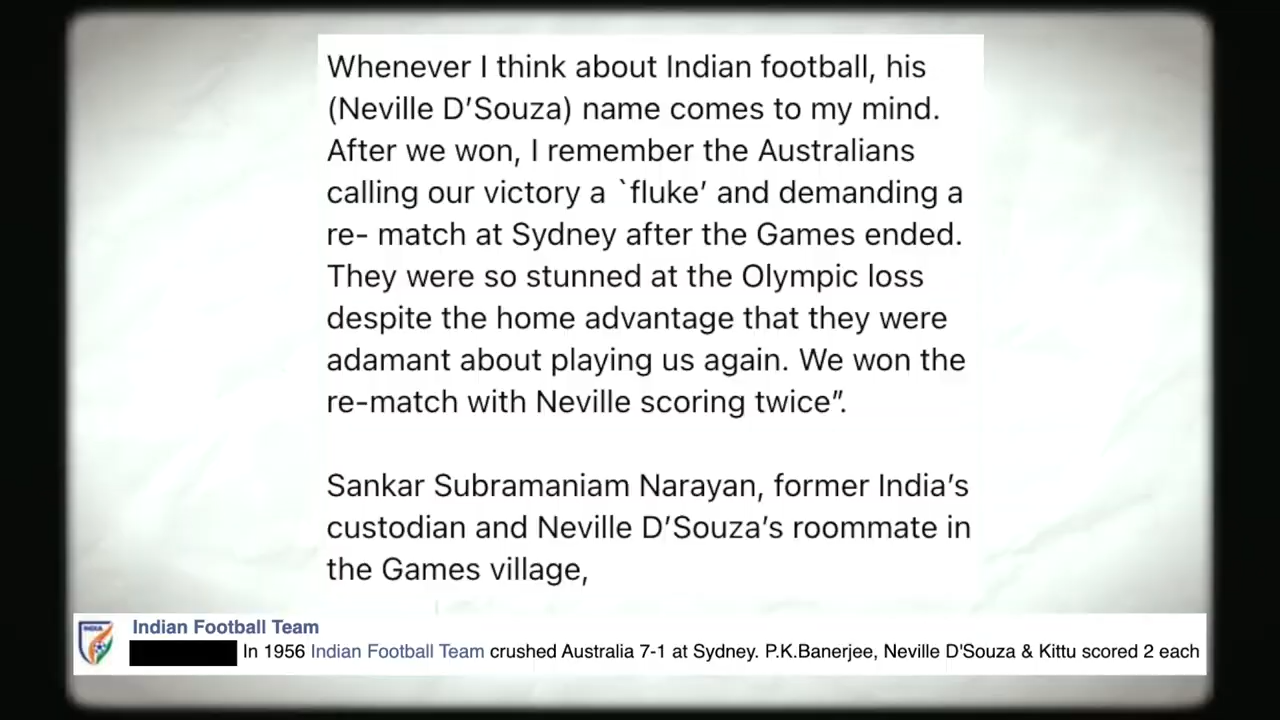 Whenever I think about Indian football, his
(Neville D’Souza) name comes to my mind.
After we won, I remember the Australians
calling our victory a `fluke’ and demanding a
re- match at Sydney after the Games ended.
They were so stunned at the Olympic loss
despite the home advantage that they were
adamant about playing us again. We won the
re-match with Neville scoring twice”.
Sankar Subramaniam Narayan, former India’s
custodian and Neville D’Souza’s roommate in
the Games village,
INDIA
Indian Football Team
In 1956 Indian Football Team crushed Australia 7-1 at Sydney. P.K.Banerjee, Neville D'Souza & Kittu scored 2 each